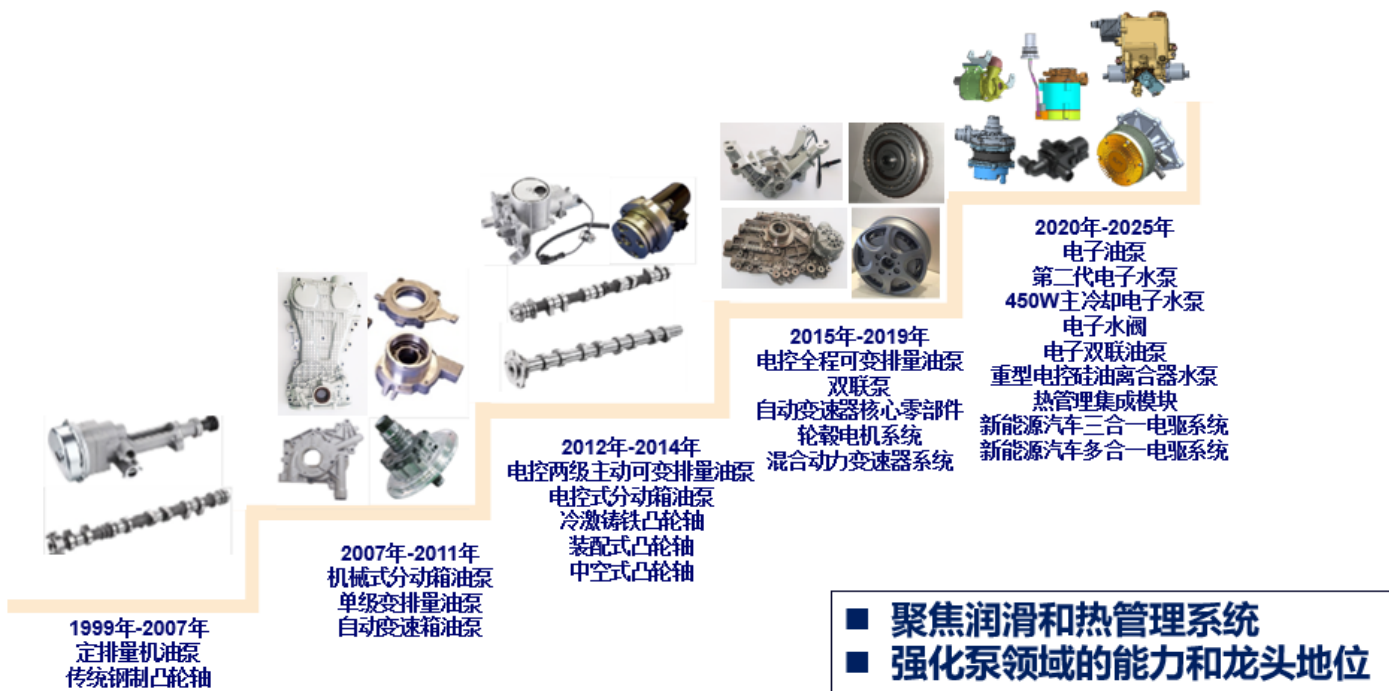 1999年-2007年
定排量机油泵
传统钢制凸轮轴
2007年-2011年
机械式分动箱油泵
单级变排量油泵
自动变速箱油泵
2012年-2014年
电控两级主动可变排量油泵
电控式分动箱油泵
冷激铸铁凸轮轴
装配式凸轮轴
中空式凸轮轴
2015年-2019年
电控全程可变排量油泵
双联泵
自动变速器核心零部件
轮毂电机系统
混合动力变速器系统
2020年-2025年
电子油泵
第二代电子水泵
450W主冷却电子水泵
电子水阀
电子双联油泵
重型电控硅油离合器水泵
热管理集成模块
新能源汽车三合一电驱系统
新能源汽车多合一电驱系统
■ 聚焦润滑和热管理系统
■ 强化泵领域的能力和龙头地位